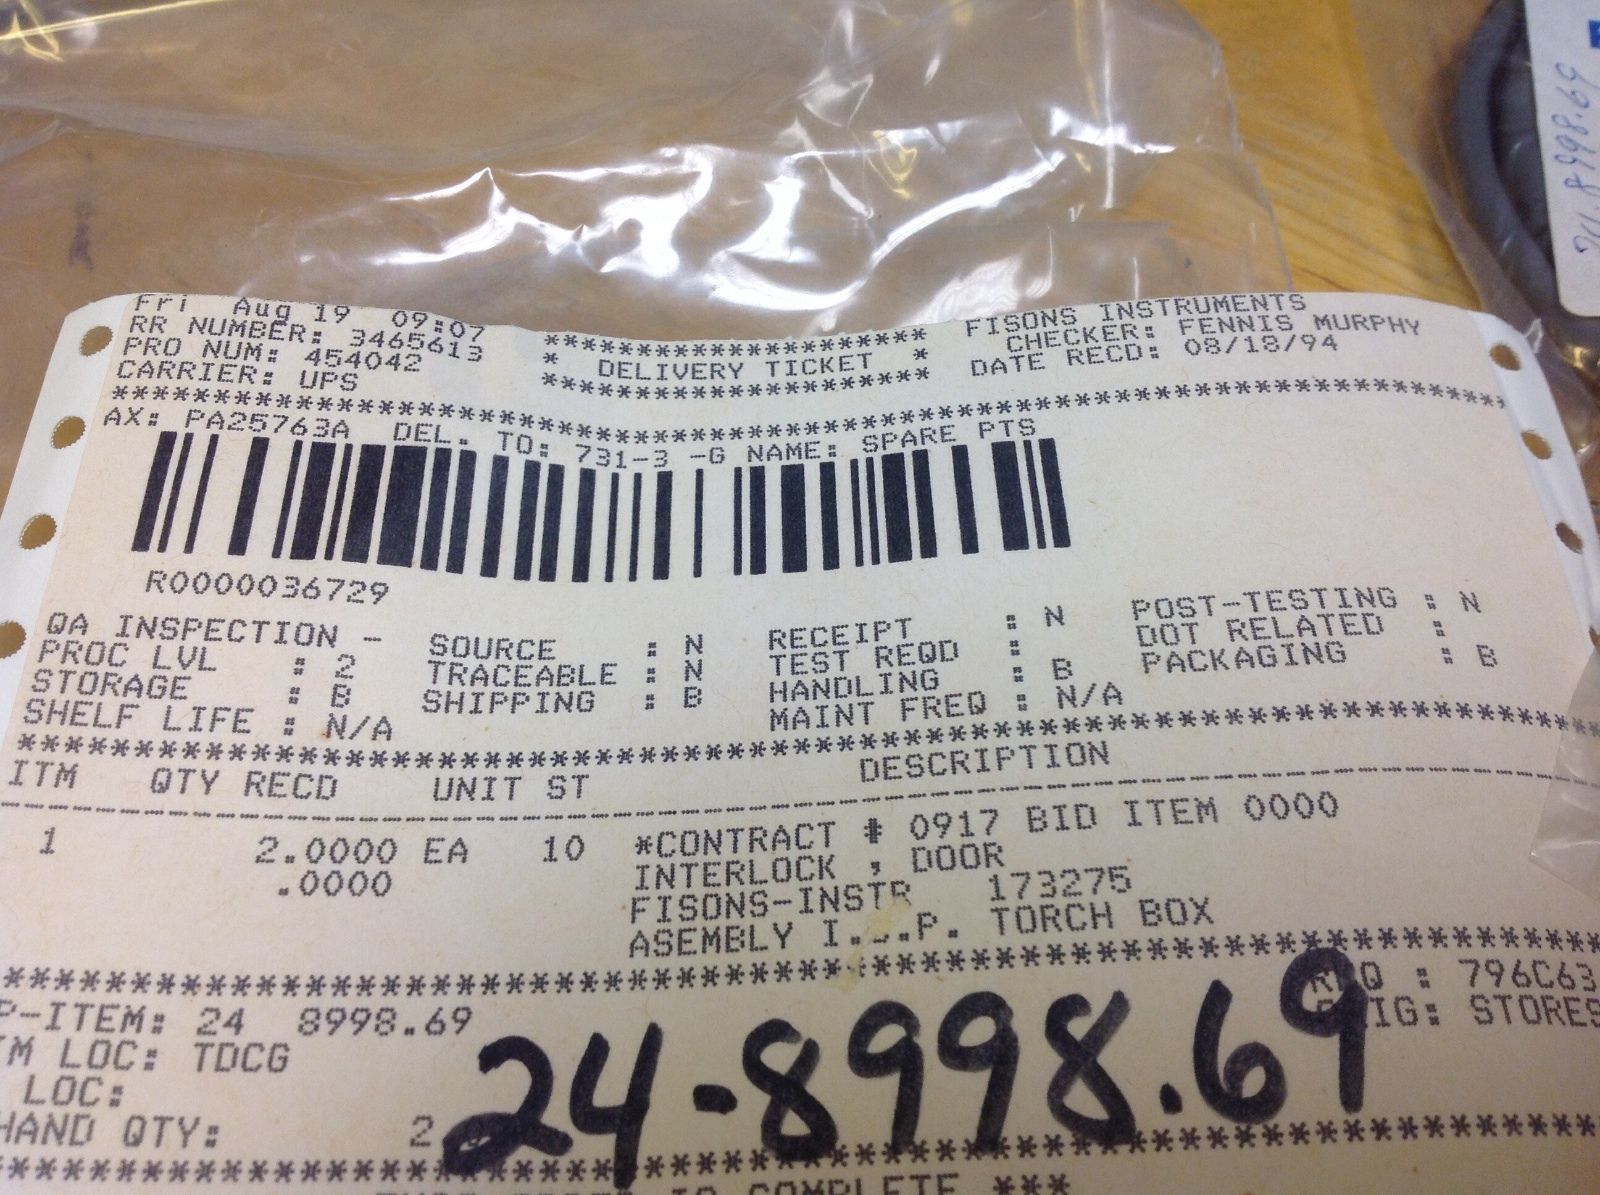 Fri Aug 19 09:07
RR NUMBER: 3465613
PRO NUM: 454042
CARRIER: UPS
********************
* DELIVERY TICKET *
********************
FISONS INSTRUMENTS
CHECKER: FENNIS MURPHY
DATE RECD: 08/18/94
AX: PA25763A DEL. TO: 731-3 -G NAME: SPARE PTS
R0000036729
QA INSPECTION - SOURCE : N RECEIPT : N POST-TESTING : N
PROC LVL : 2 TRACEABLE : N TEST REQD : DOT RELATED :
STORAGE : B SHIPPING : B HANDLING : B PACKAGING : B
SHELF LIFE : N/A MAINT FREQ : N/A
ITM QTY RECD UNIT ST DESCRIPTION
1 2.0000 EA 10 *CONTRACT # 0917 BID ITEM 0000
.0000 INTERLOCK , DOOR
FISONS-INSTR 173275
ASEMBLY I. .P. TORCH BOX
P-ITEM: 24 8998.69 : 796C63
M LOC: TDCG IG: STORES
LOC:
HAND QTY: 2
24-8998.69
IS COMPLETE ***
8998.69